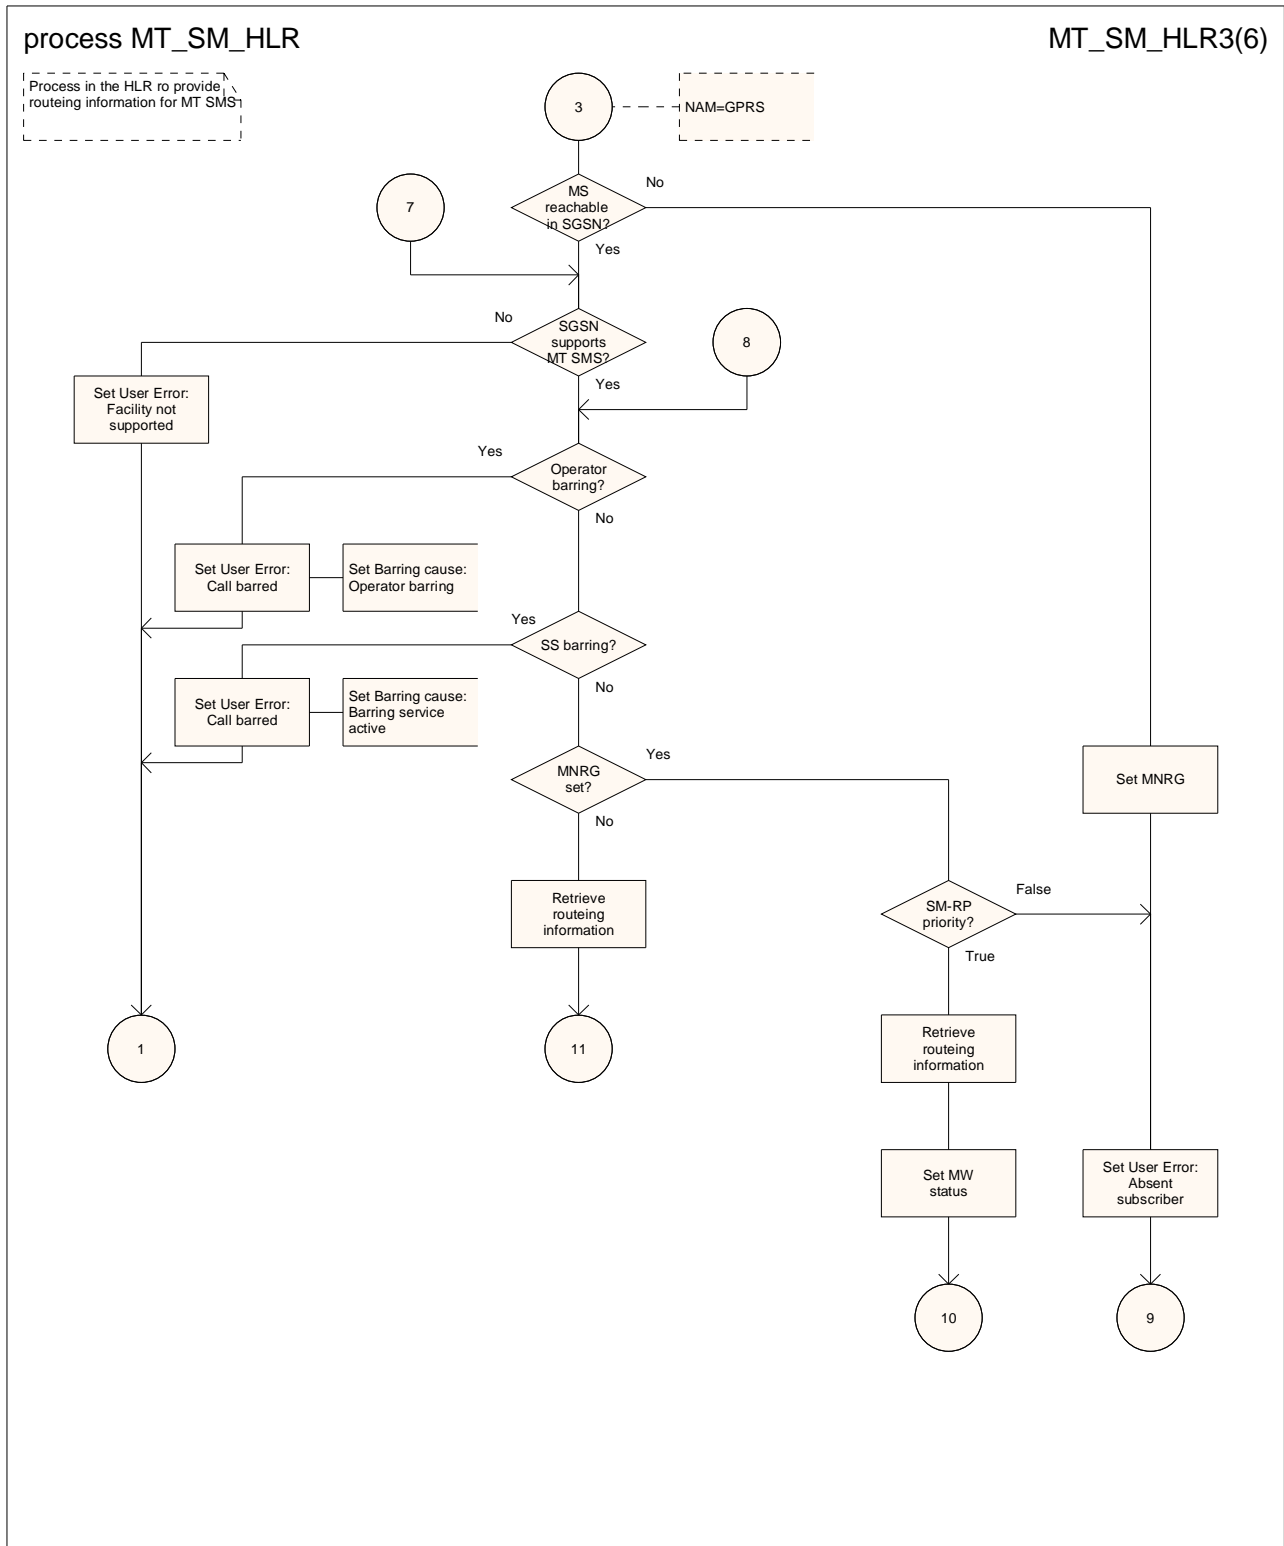 process MT_SM_HLR
MT_SM_HLR3(6)
Process in the HLR ro provide
routeing information for MT SMS
3
NAM=GPRS
MS
reachable
in SGSN?
No
Yes
7
No
SGSN
supports
MT SMS?
Yes
8
Set User Error:
Facility not
supported
Yes
Operator
barring?
No
Set User Error:
Call barred
Set Barring cause:
Operator barring
Yes
SS barring?
No
Set User Error:
Call barred
Set Barring cause:
Barring service
active
MNRG
set?
Yes
No
Set MNRG
Retrieve
routeing
information
SM-RP
priority?
False
True
1
11
Retrieve
routeing
information
Set MW
status
Set User Error:
Absent
subscriber
10
9